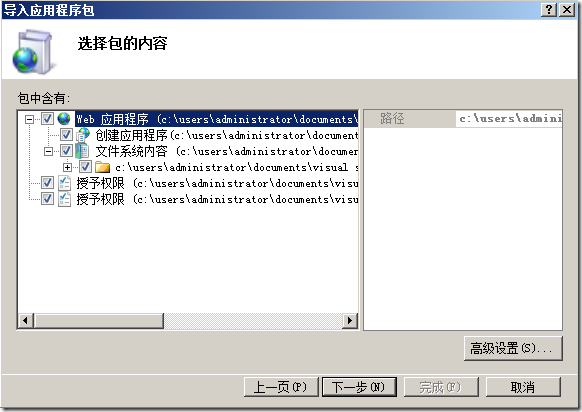 导入应用程序包
选择包的内容
包中含有:
Web 应用程序 (c:\users\administrator\documents\
创建应用程序(c:\users\administrator\document
文件系统内容 (c:\users\administrator\document
c:\users\administrator\documents\visual s
授予权限 (c:\users\administrator\documents\visu
授予权限 (c:\users\administrator\documents\visu
路径 c:\users\admini
高级设置(S)...
上一页(P) 下一步(N) 完成(F) 取消